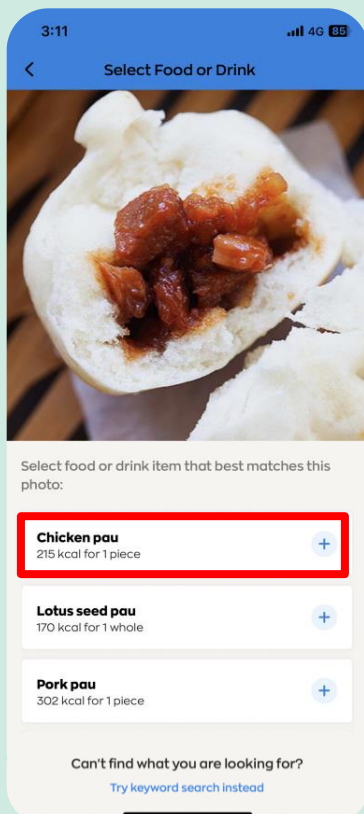 3:11 4G 85
Select Food or Drink
Select food or drink item that best matches this
photo:
Chicken pau
215 kcal for 1 piece
Lotus seed pau
170 kcal for 1 whole
Pork pau
302 kcal for 1 piece
Can't find what you are looking for?
Try keyword search instead